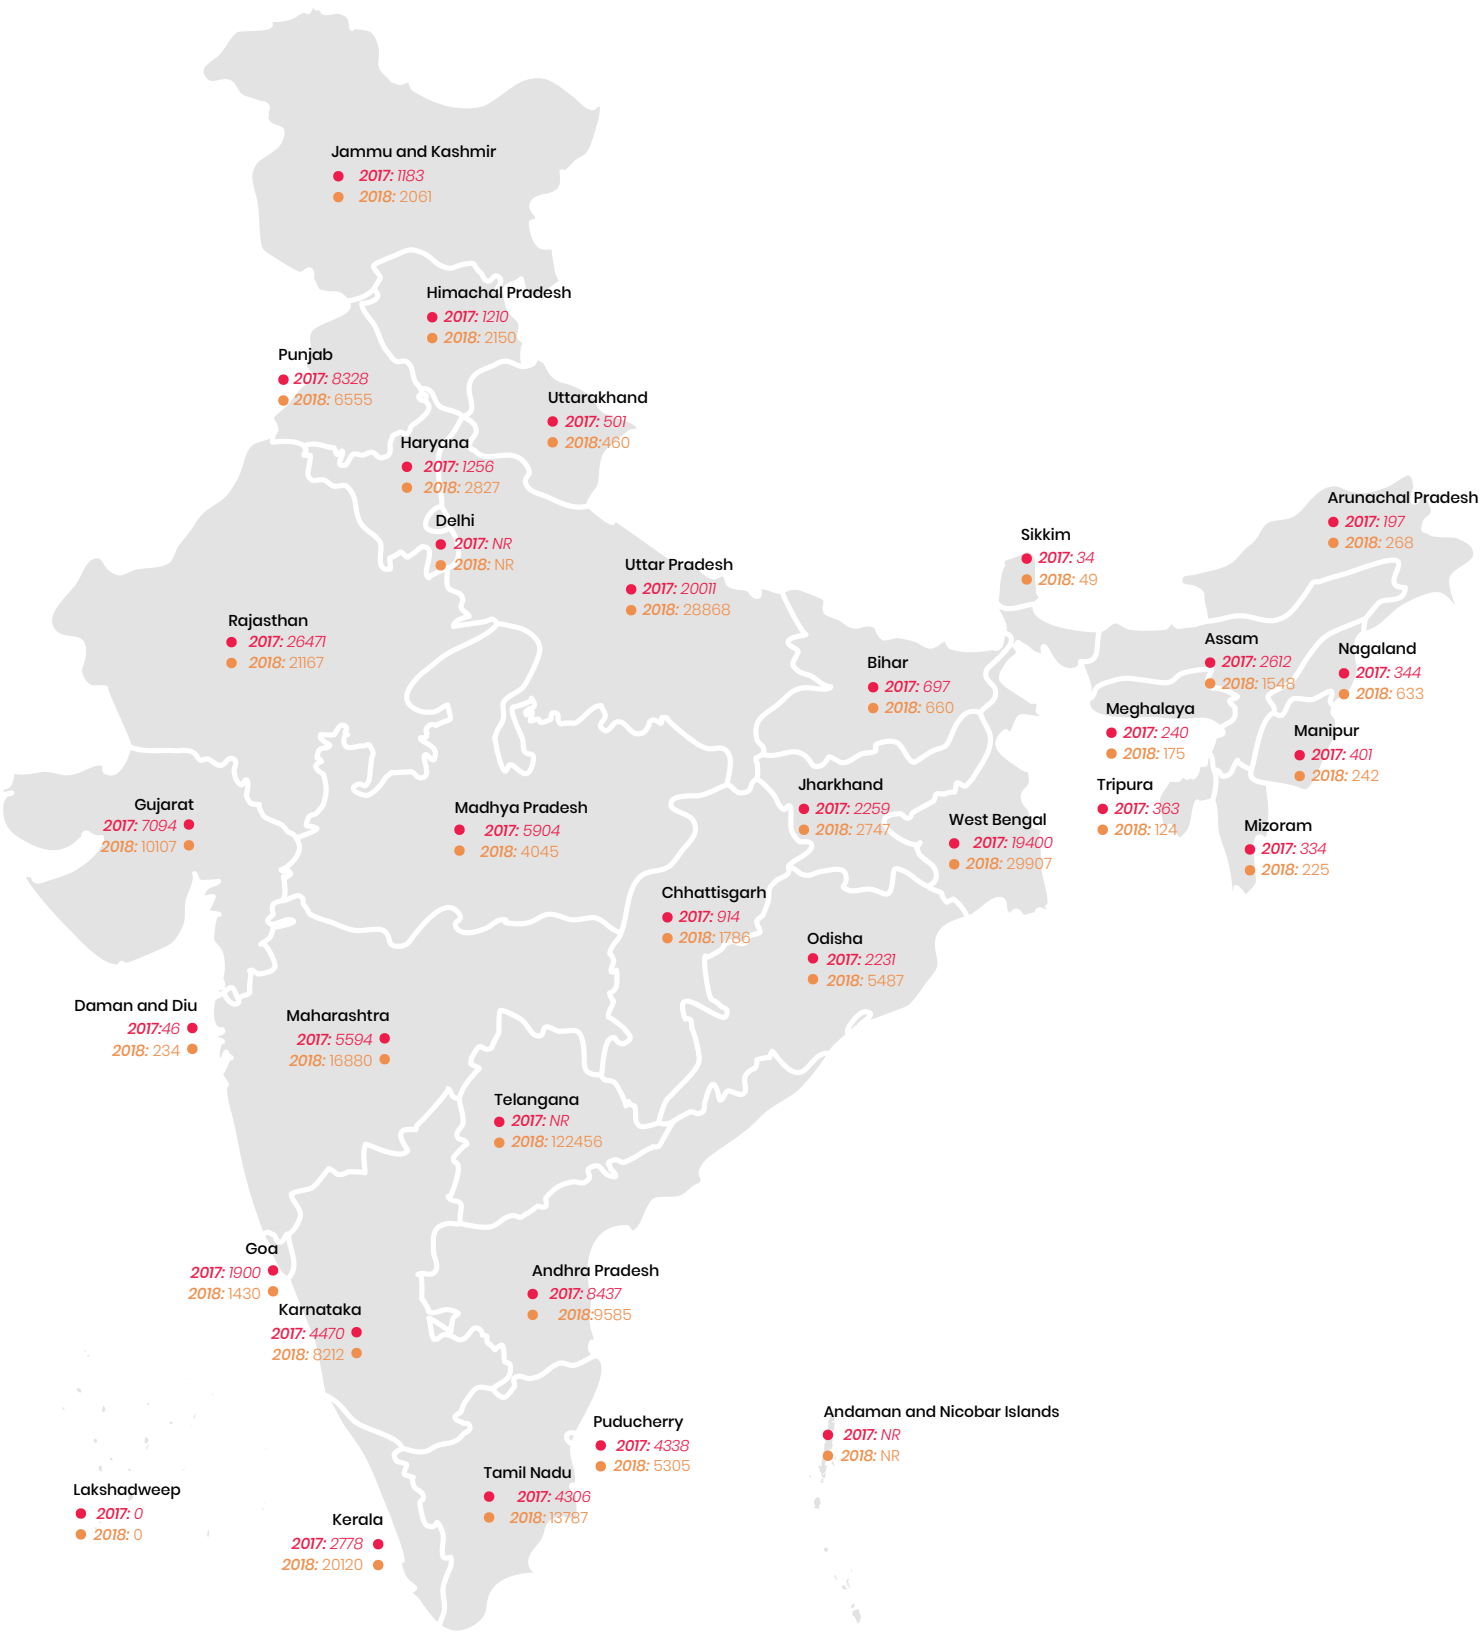 Jammu and Kashmir
2017: 1183
2018: 2061
Himachal Pradesh
2017: 1210
2018: 2150
Punjab
2017: 8328
2018: 6555
Uttarakhand
2017: 501
2018:460
Haryana
2017: 1256
2018: 2827
Delhi
2017: NR
2018: NR
Arunachal Pradesh
2017: 197
2018: 268
Sikkim
2017: 34
2018: 49
Uttar Pradesh
2017: 20011
2018: 28868
Rajasthan
2017: 26471
2018: 21167
Assam
2017: 2612
2018: 1548
Nagaland
2017: 344
2018: 633
Bihar
2017: 697
2018: 660
Meghalaya
2017: 240
2018: 175
Manipur
2017: 401
2018: 242
Jharkhand
2017: 2259
2018: 2747
Tripura
2017: 363
2018: 124
Gujarat
2017: 7094
2018: 10107
Madhya Pradesh
2017: 5904
2018: 4045
West Bengal
2017: 19400
2018: 29907
Mizoram
2017: 334
2018: 225
Chhattisgarh
2017: 914
2018: 1786
Odisha
2017: 2231
2018: 5487
Daman and Diu
2017:46
2018: 234
Maharashtra
2017: 5594
2018: 16880
Telangana
2017: NR
2018: 122456
Goa
2017: 1900
2018: 1430
Andhra Pradesh
2017: 8437
2018:9585
Karnataka
2017: 4470
2018: 8212
Andaman and Nicobar Islands
2017: NR
2018: NR
Puducherry
2017: 4338
2018: 5305
Tamil Nadu
2017: 4306
2018: 13787
Lakshadweep
2017: 0
2018: 0
Kerala
2017: 2778
2018: 20120